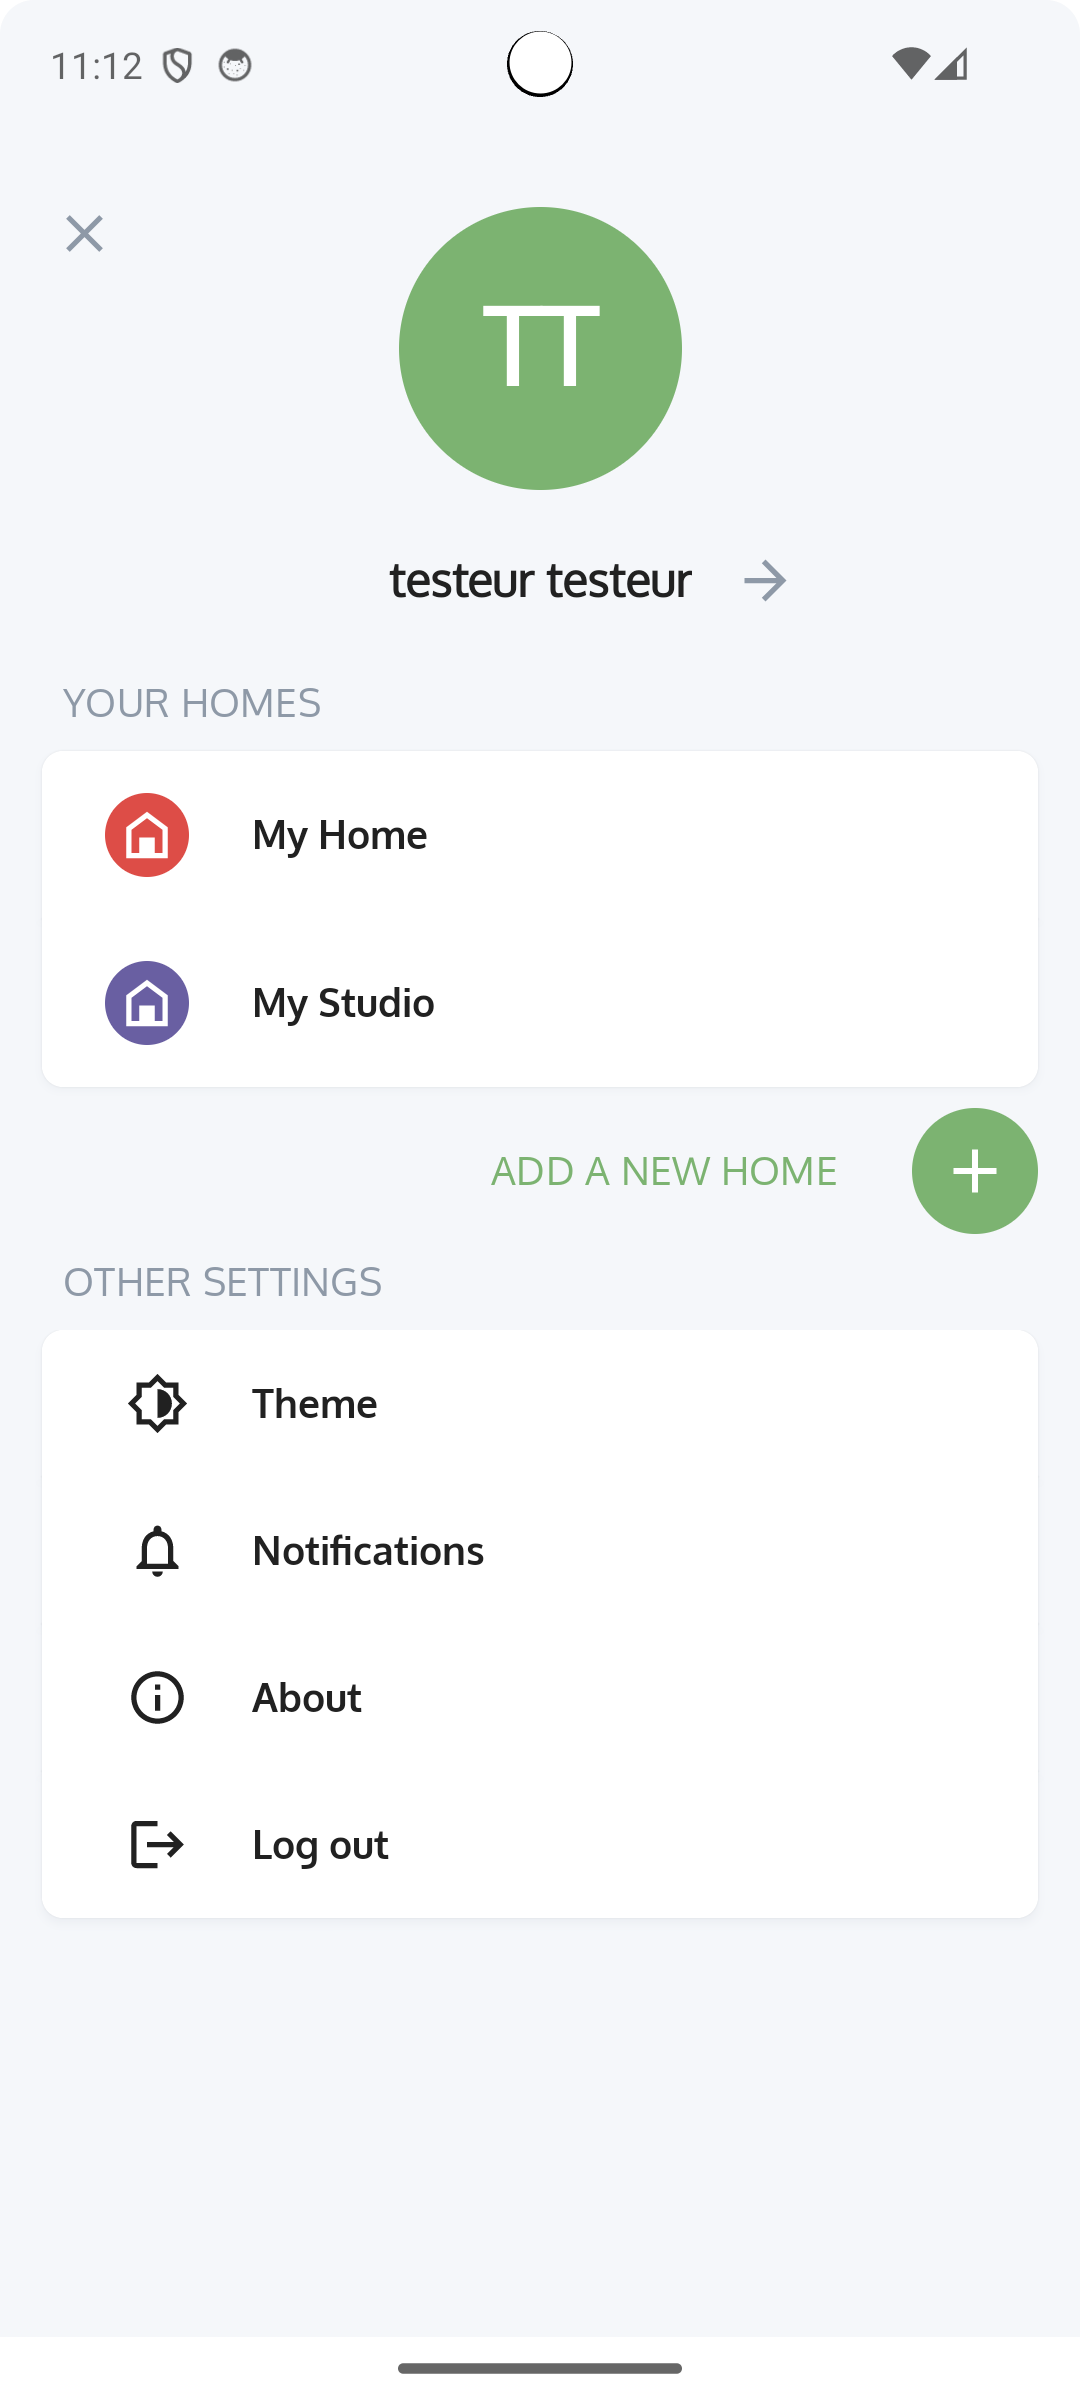 11:12
TT
testeur testeur
YOUR HOMES
My Home
My Studio
ADD A NEW HOME
OTHER SETTINGS
Theme
Notifications
About
Log out